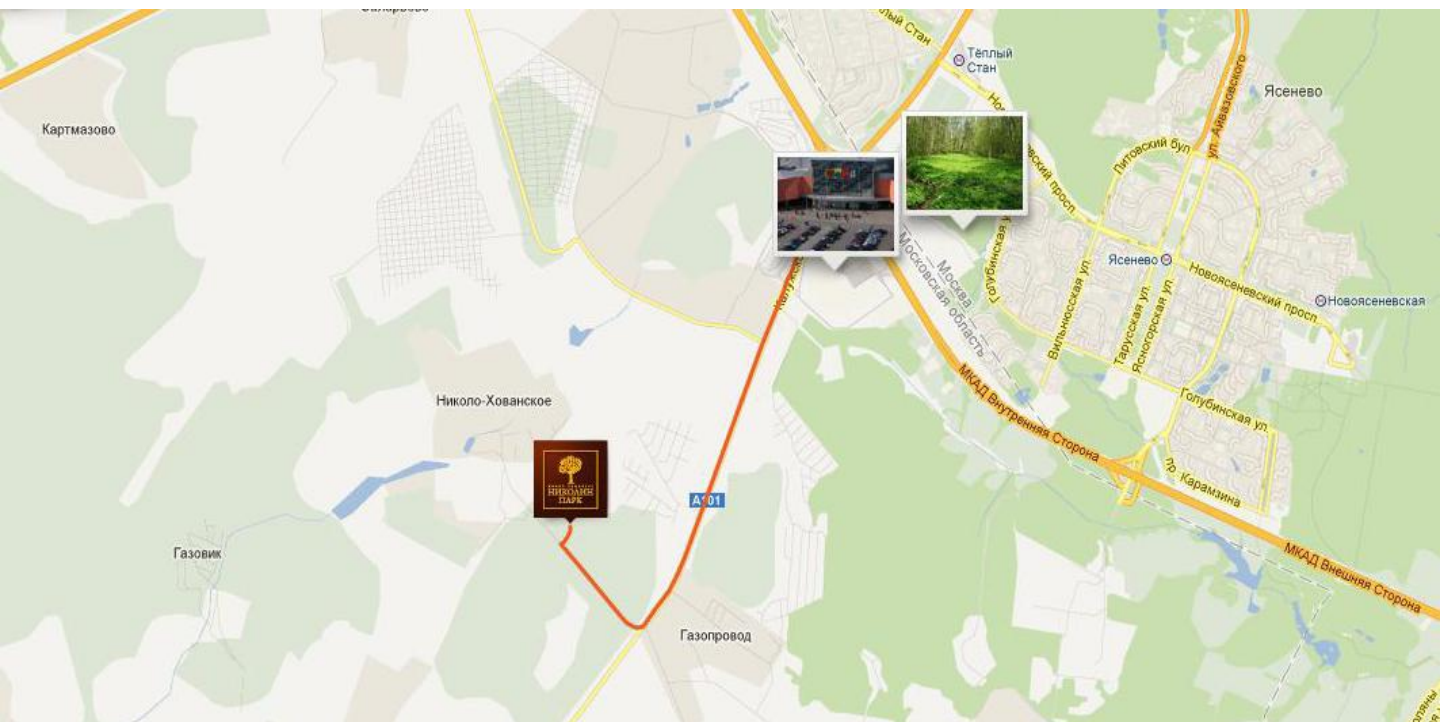 Тёплый
Стан
Ясенево
ул. Айвазовского
Картмазово
Литовский бул
Голубинская у
Ясенево
Новоясеневский просп.
Новоясеневская
Москва
Московская область
Вильнюсская ул.
Тарусская ул.
Ясногорская ул.
МКАД Внутренняя Сторона
Голубинская ул.
Николо-Хованское
пр Карамзина
НИКОЛИН
ПАРК
A101
Газовик
МКАД Внешняя Сторона
Газопровод